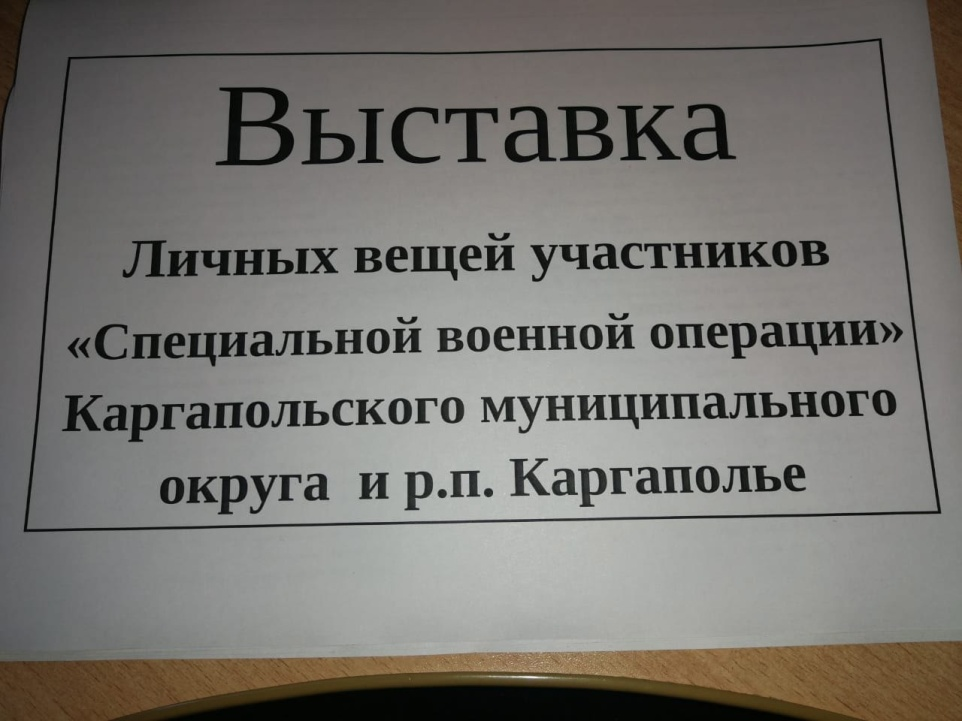 Выставка
Личных вещей участников
«Специальной военной операции»
Каргапольского муниципального
округа и р.п. Каргаполье